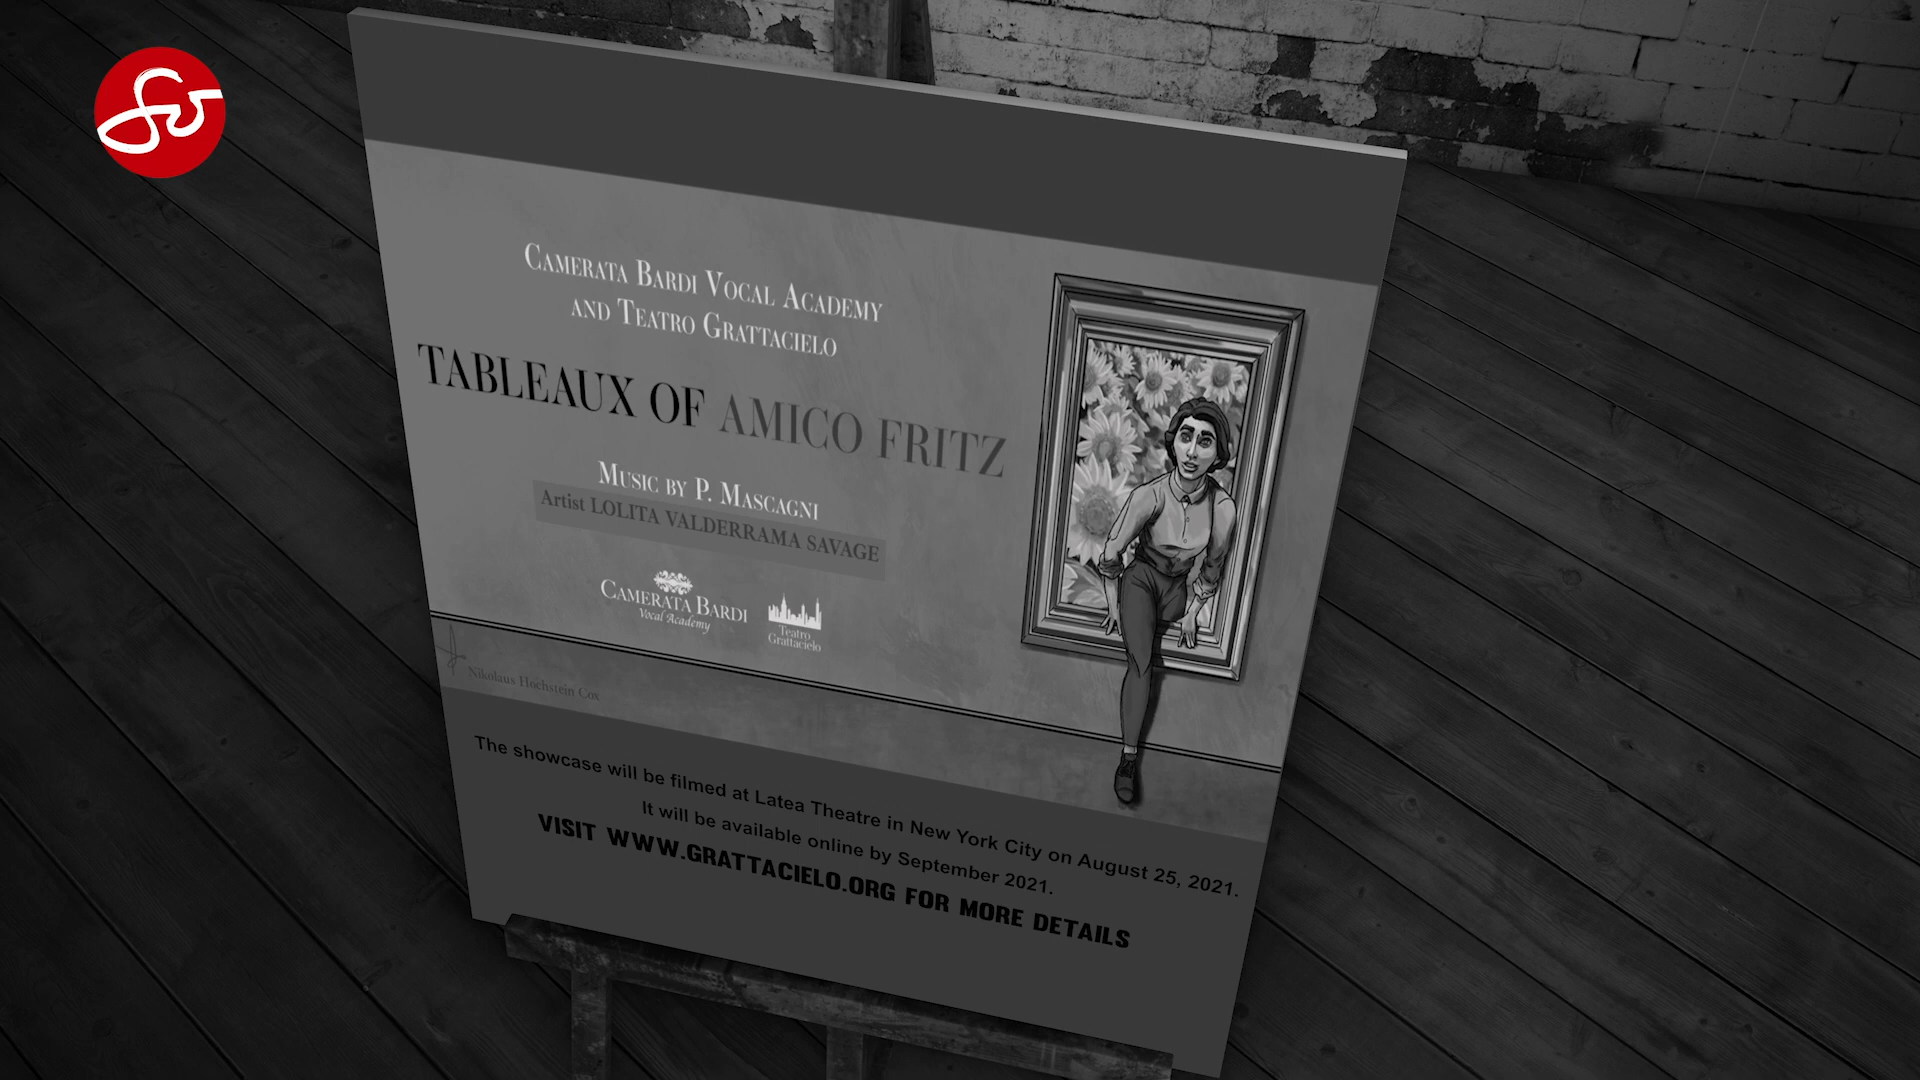 CAMERATA BARDI VOCAL ACADEMY
AND TEATRO GRATTACIELO
TABLEAUX OF AMICO FRITZ
MUSIC BY P. MASCAGNI
Artist LOLITA VALDERRAMA SAVAGE
CAMERATA BARDI
Vocal Academy
Teatro
Grattacielo
Nikolaus Hochstein Cox
The showcase will be filmed at Latea Theatre in New York City on August 25, 2021.
It will be available online by September 2021.
VISIT WWW.GRATTACIELO.ORG FOR MORE DETAILS